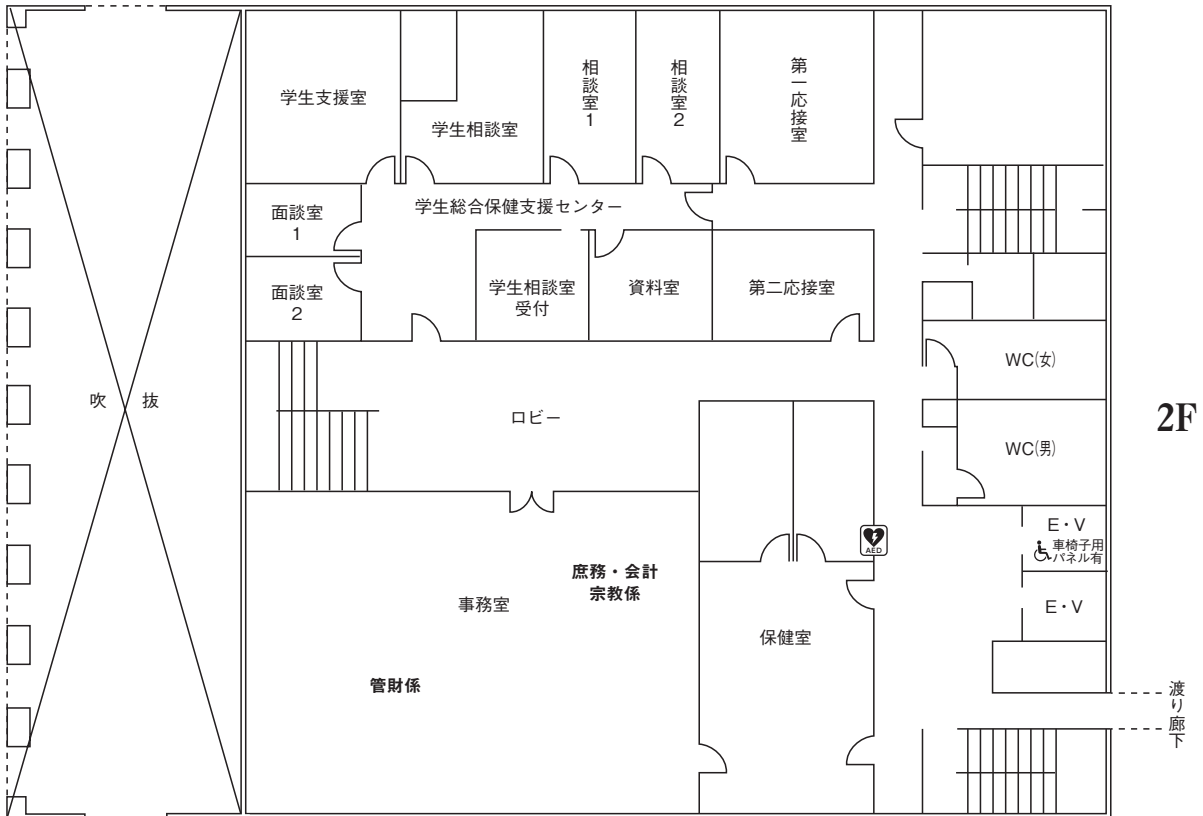 学生支援室
学生相談室
相談室1
相談室2
第一応接室
面談室
1
学生総合保健支援センター
面談室
2
学生相談室
受付
資料室
第二応接室
吹 抜
ロビー
WC(女)
WC(男)
2F
E・V
車椅子用
パネル有
AED
E・V
庶務・会計
宗教係
事務室
保健室
管財係
渡り廊下